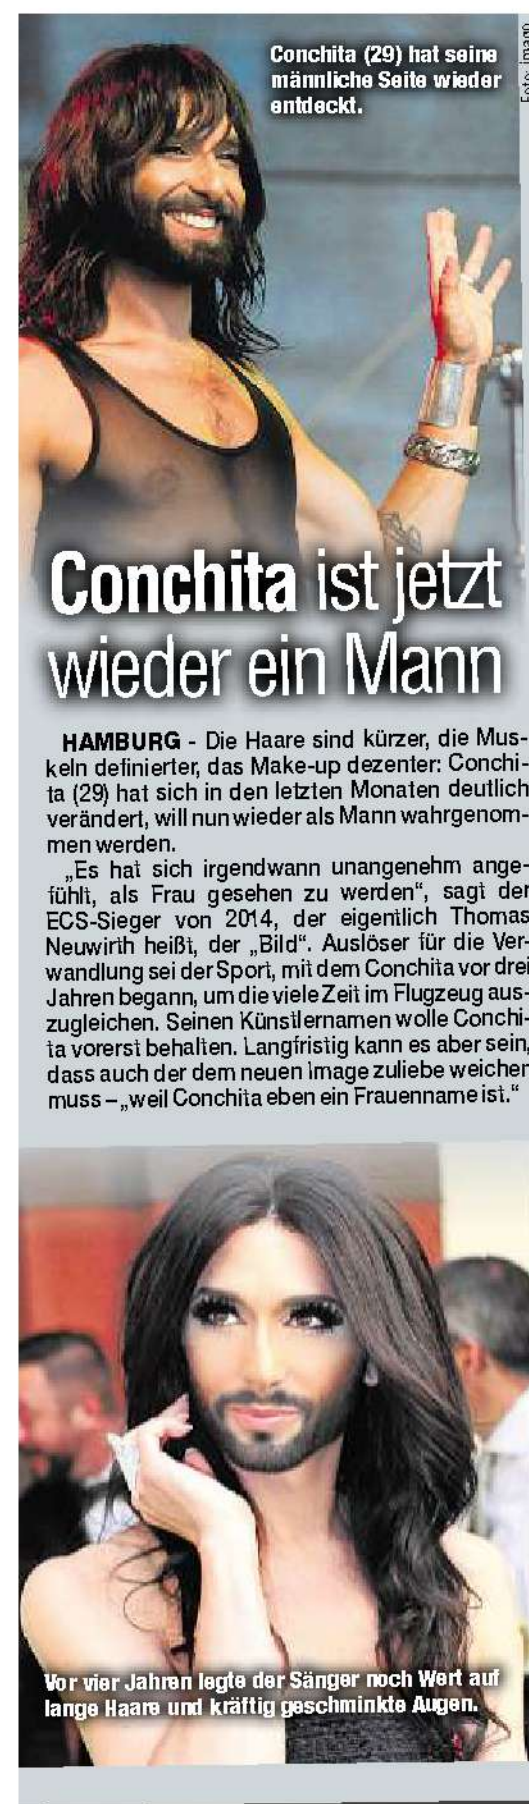 Foto: imago
Conchita (29) hat seine
männliche Seite wieder
entdeckt.
Conchita ist jetzt
wieder ein Mann
HAMBURG - Die Haare sind kürzer, die Mus-
keln definierter, das Make-up dezenter: Conchi-
ta (29) hat sich in den letzten Monaten deutlich
verändert, will nun wieder als Mann wahrgenom-
men werden.
„Es hat sich irgendwann unangenehm ange-
fühlt, als Frau gesehen zu werden“, sagt der
ECS-Sieger von 2014, der eigentlich Thomas
Neuwirth heißt, der „Bild“. Auslöser für die Ver-
wandlung sei der Sport, mit dem Conchita vor drei
Jahren begann, um die viele Zeit im Flugzeug aus-
zugleichen. Seinen Künstlernamen wolle Conchi-
ta vorerst behalten. Langfristig kann es aber sein,
dass auch der dem neuen Image zuliebe weichen
muss – „weil Conchita eben ein Frauenname ist.“
Vor vier Jahren legte der Sänger noch Wert auf
lange Haare und kräftig geschminkte Augen.